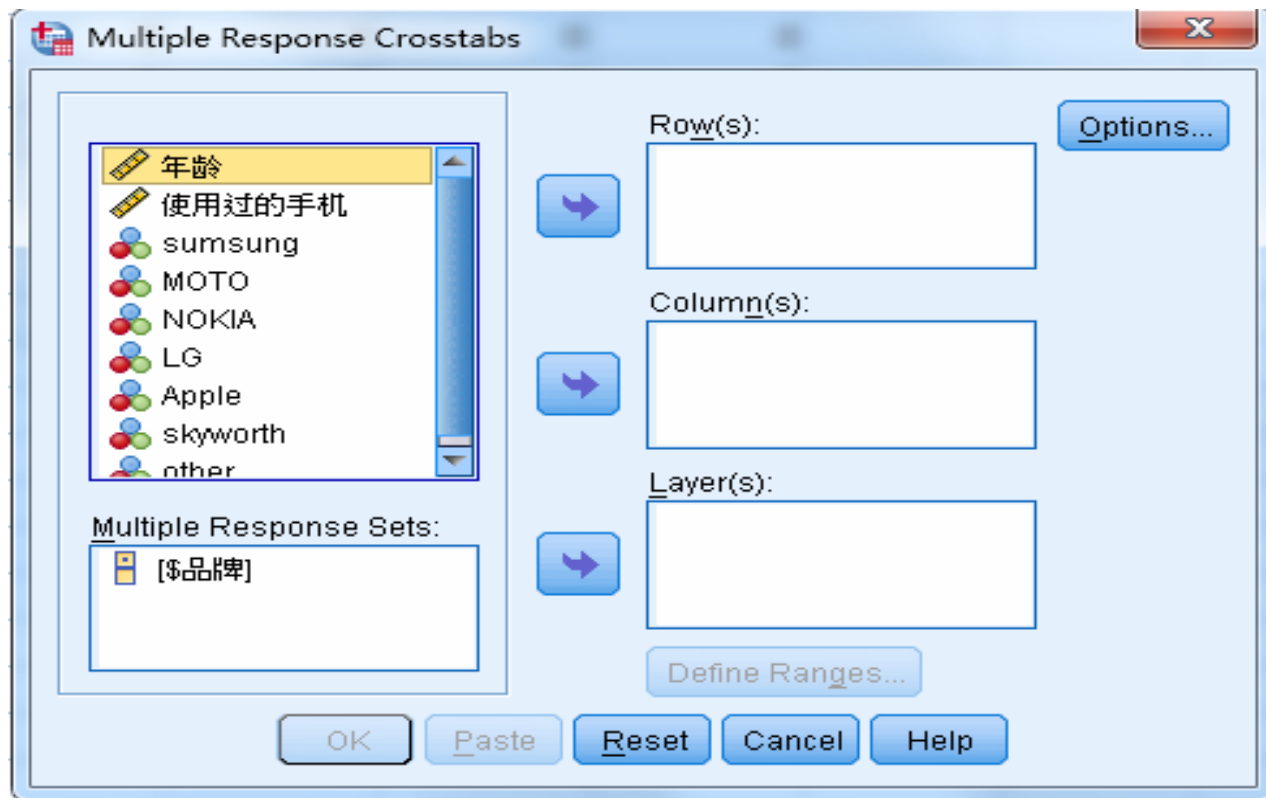 Multiple Response Crosstabs
年龄
使用过的手机
sumsung
MOTO
NOKIA
LG
Apple
skyworth
other
Multiple Response Sets:
[$品牌]
Row(s):
Column(s):
Layer(s):
Define Ranges...
Options...
OK
Paste
Reset
Cancel
Help